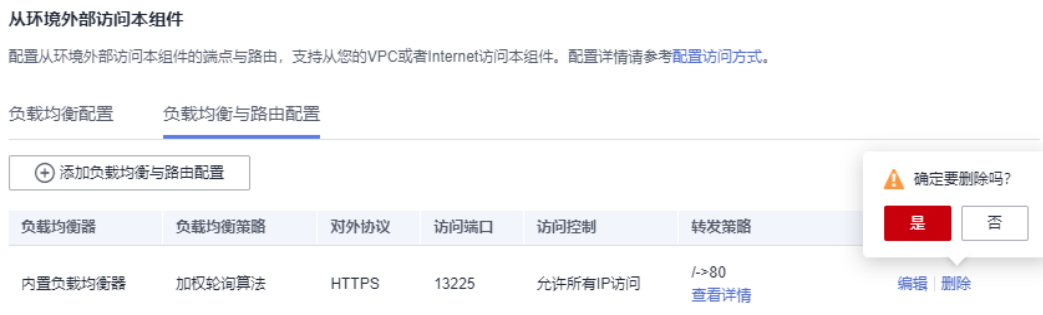 从环境外部访问本组件
配置从环境外部访问本组件的端点与路由，支持从您的VPC或者Internet访问本组件。配置详情请参考配置访问方式。
负载均衡配置 负载均衡与路由配置
添加负载均衡与路由配置
确定要删除吗?
是 否
负载均衡器 负载均衡策略 对外协议 访问端口 访问控制 转发策略
内置负载均衡器 加权轮询算法 HTTPS 13225 允许所有IP访问 /->80 编辑 删除
查看详情